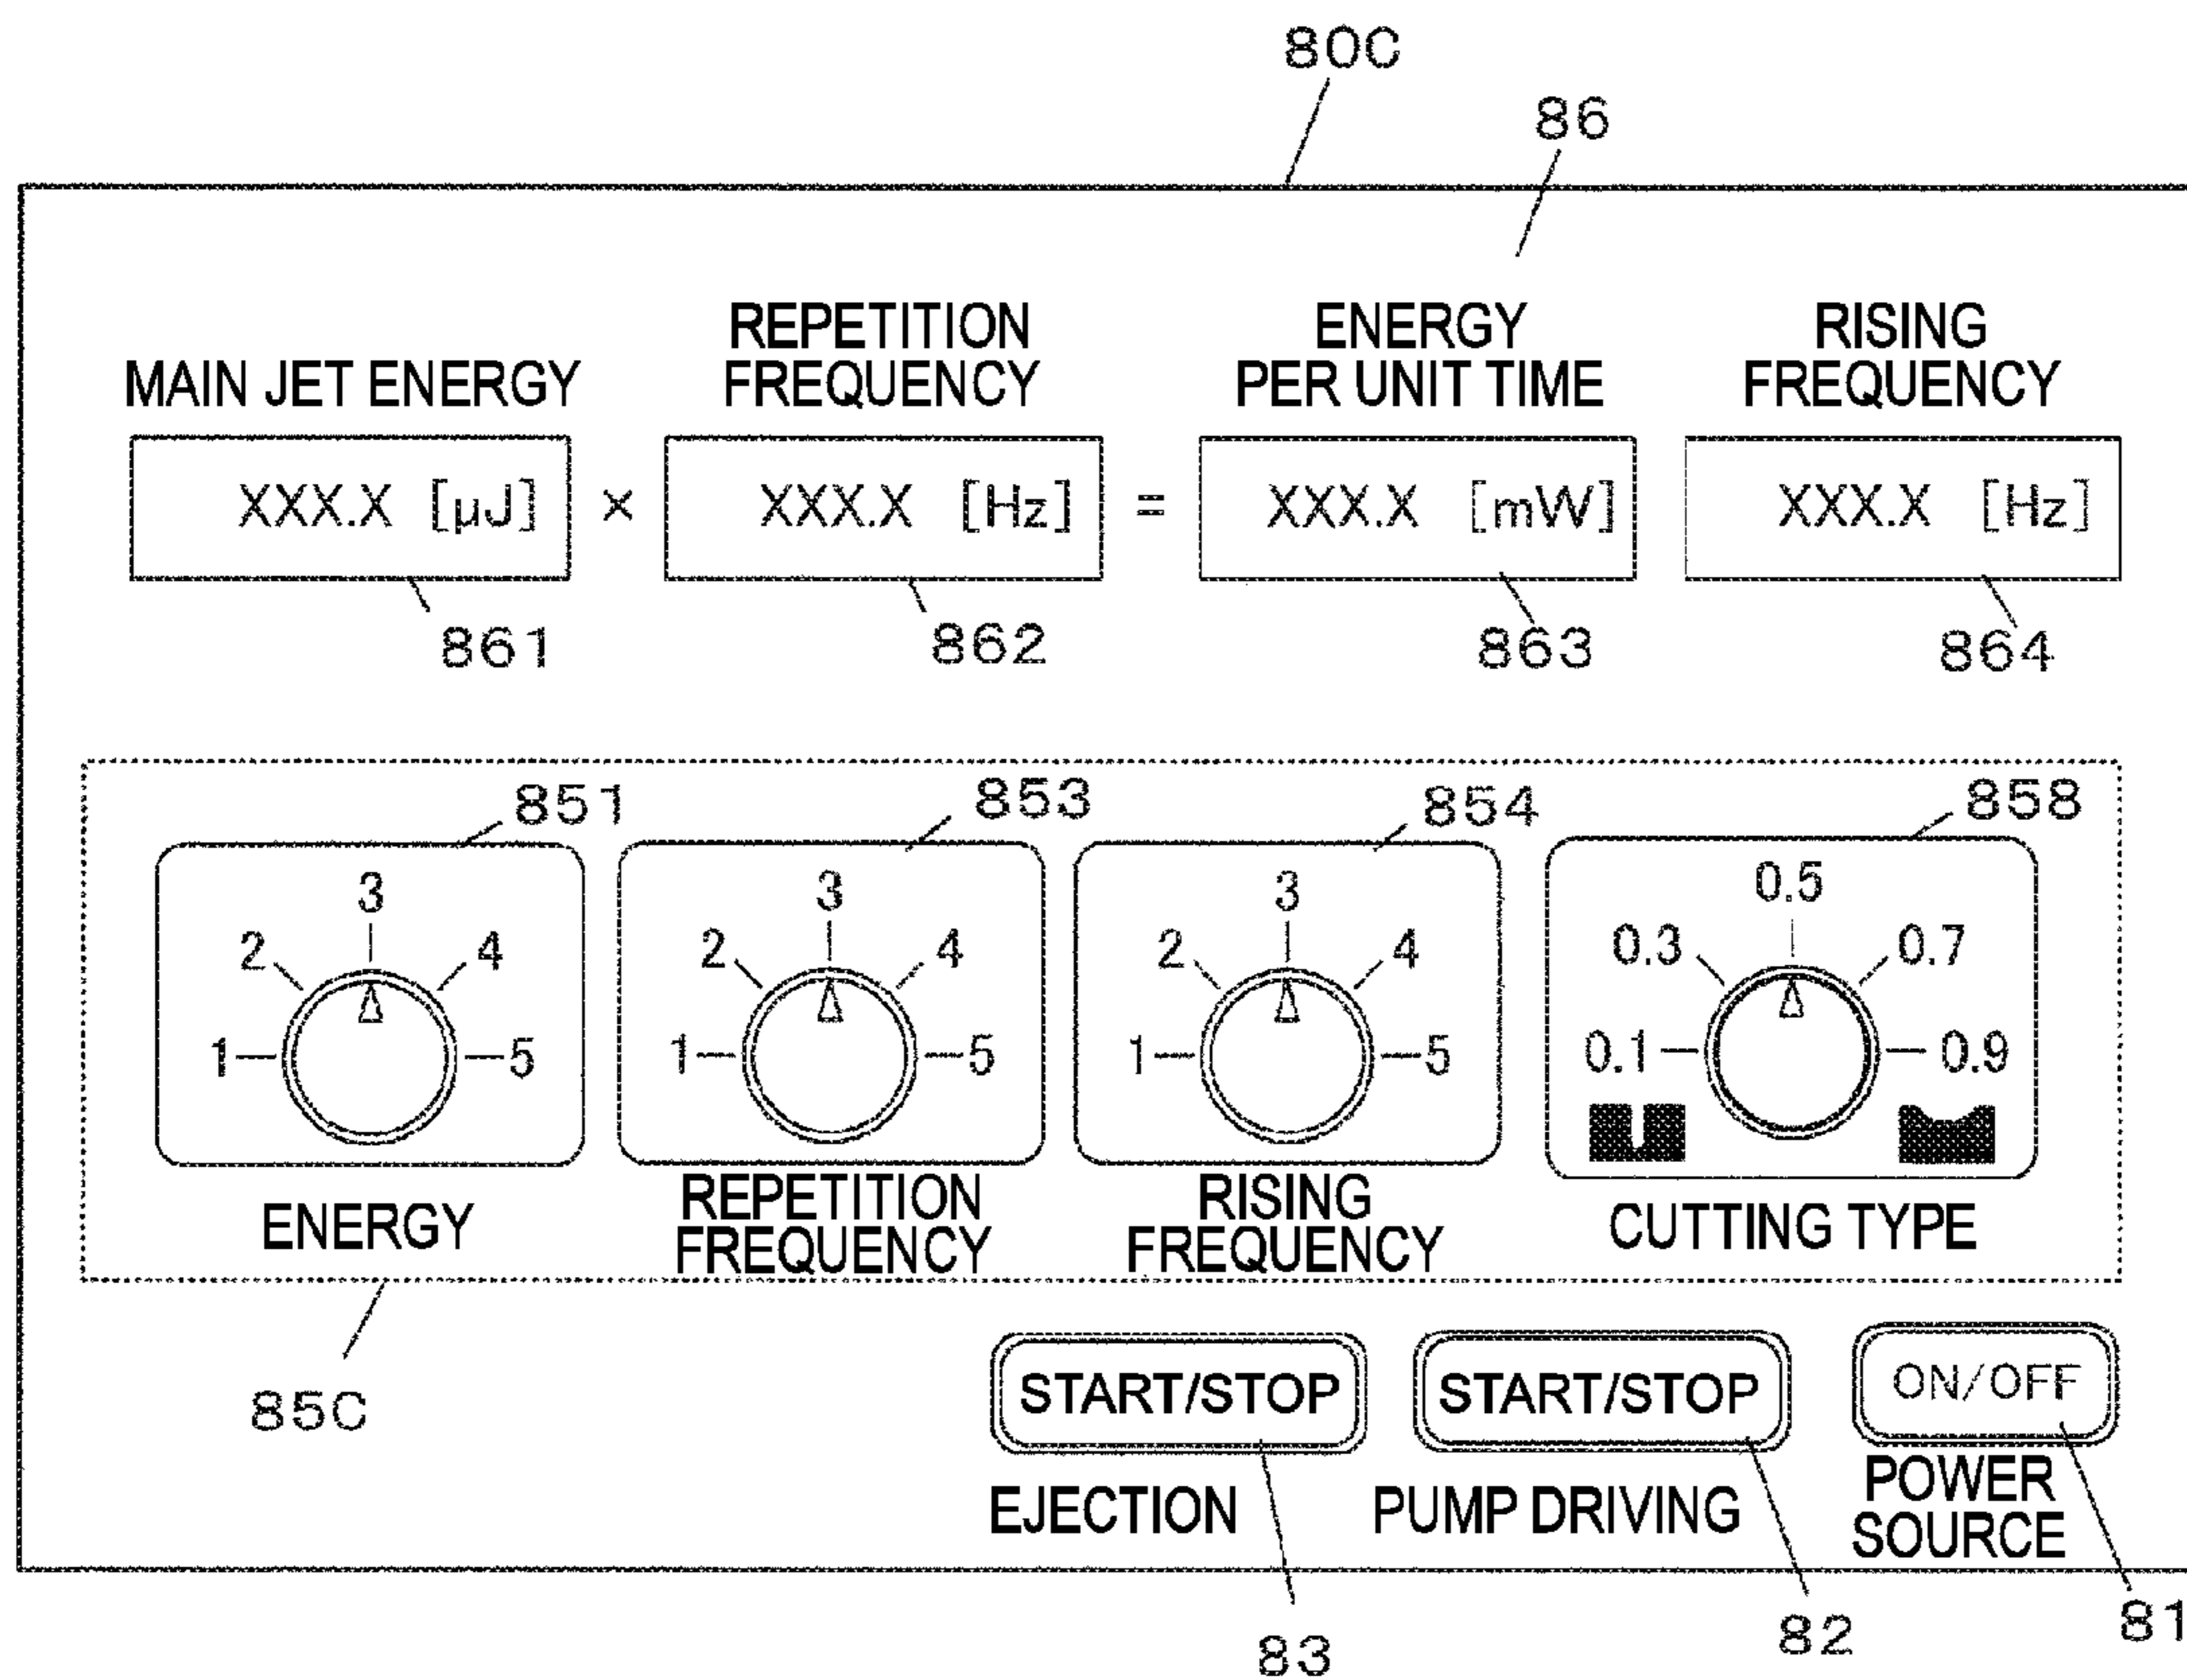 80C
86
MAIN JET ENERGY
REPETITION
FREQUENCY
ENERGY
PER UNIT TIME
RISING
FREQUENCY
XXX.X [µJ] × XXX.X [Hz] = XXX.X [mW] XXX.X [Hz]
861 862 863 864
851 853 854 858
1 2 3 4 5
1 2 3 4 5
1 2 3 4 5
0.1 0.3 0.5 0.7 0.9
ENERGY
REPETITION
FREQUENCY
RISING
FREQUENCY
CUTTING TYPE
85C
START/STOP START/STOP ON/OFF
EJECTION
PUMP DRIVING
POWER
SOURCE
83 82 81